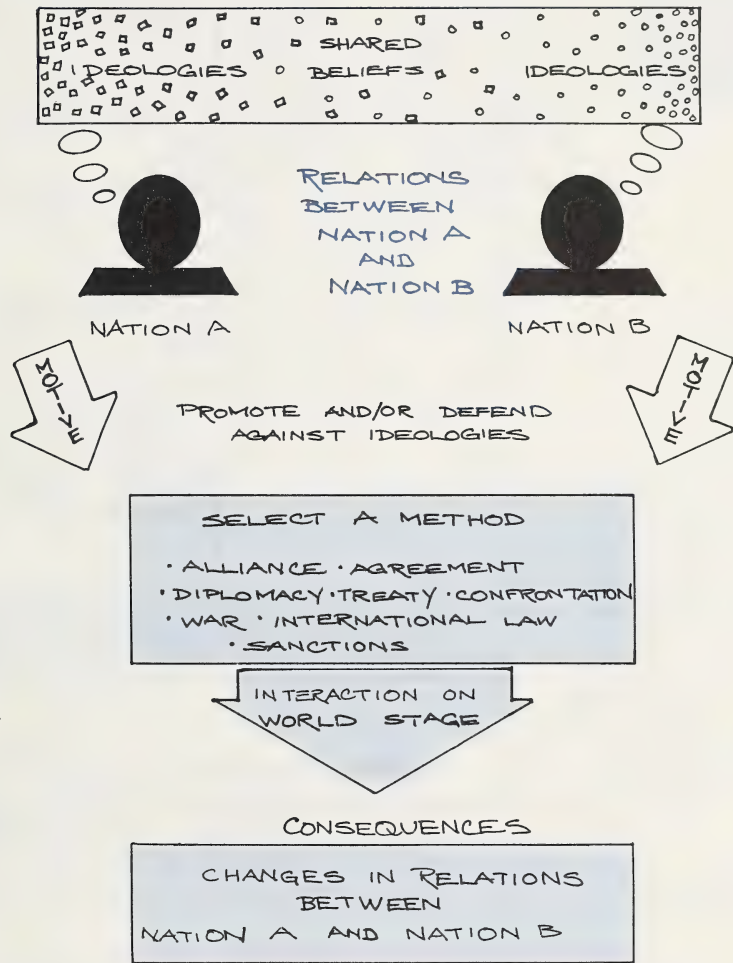 SHARED
IDEOLOGIES BELIEFS IDEOLOGIES
RELATIONS
BETWEEN
NATION A
AND
NATION B
NATION A NATION B
MOTIVE MOTIVE
PROMOTE AND/OR DEFEND
AGAINST IDEOLOGIES
SELECT A METHOD
· ALLIANCE · AGREEMENT
· DIPLOMACY · TREATY · CONFRONTATION
· WAR · INTERNATIONAL LAW
· SANCTIONS
INTERACTION ON
WORLD STAGE
CONSEQUENCES
CHANGES IN RELATIONS
BETWEEN
NATION A AND NATION B